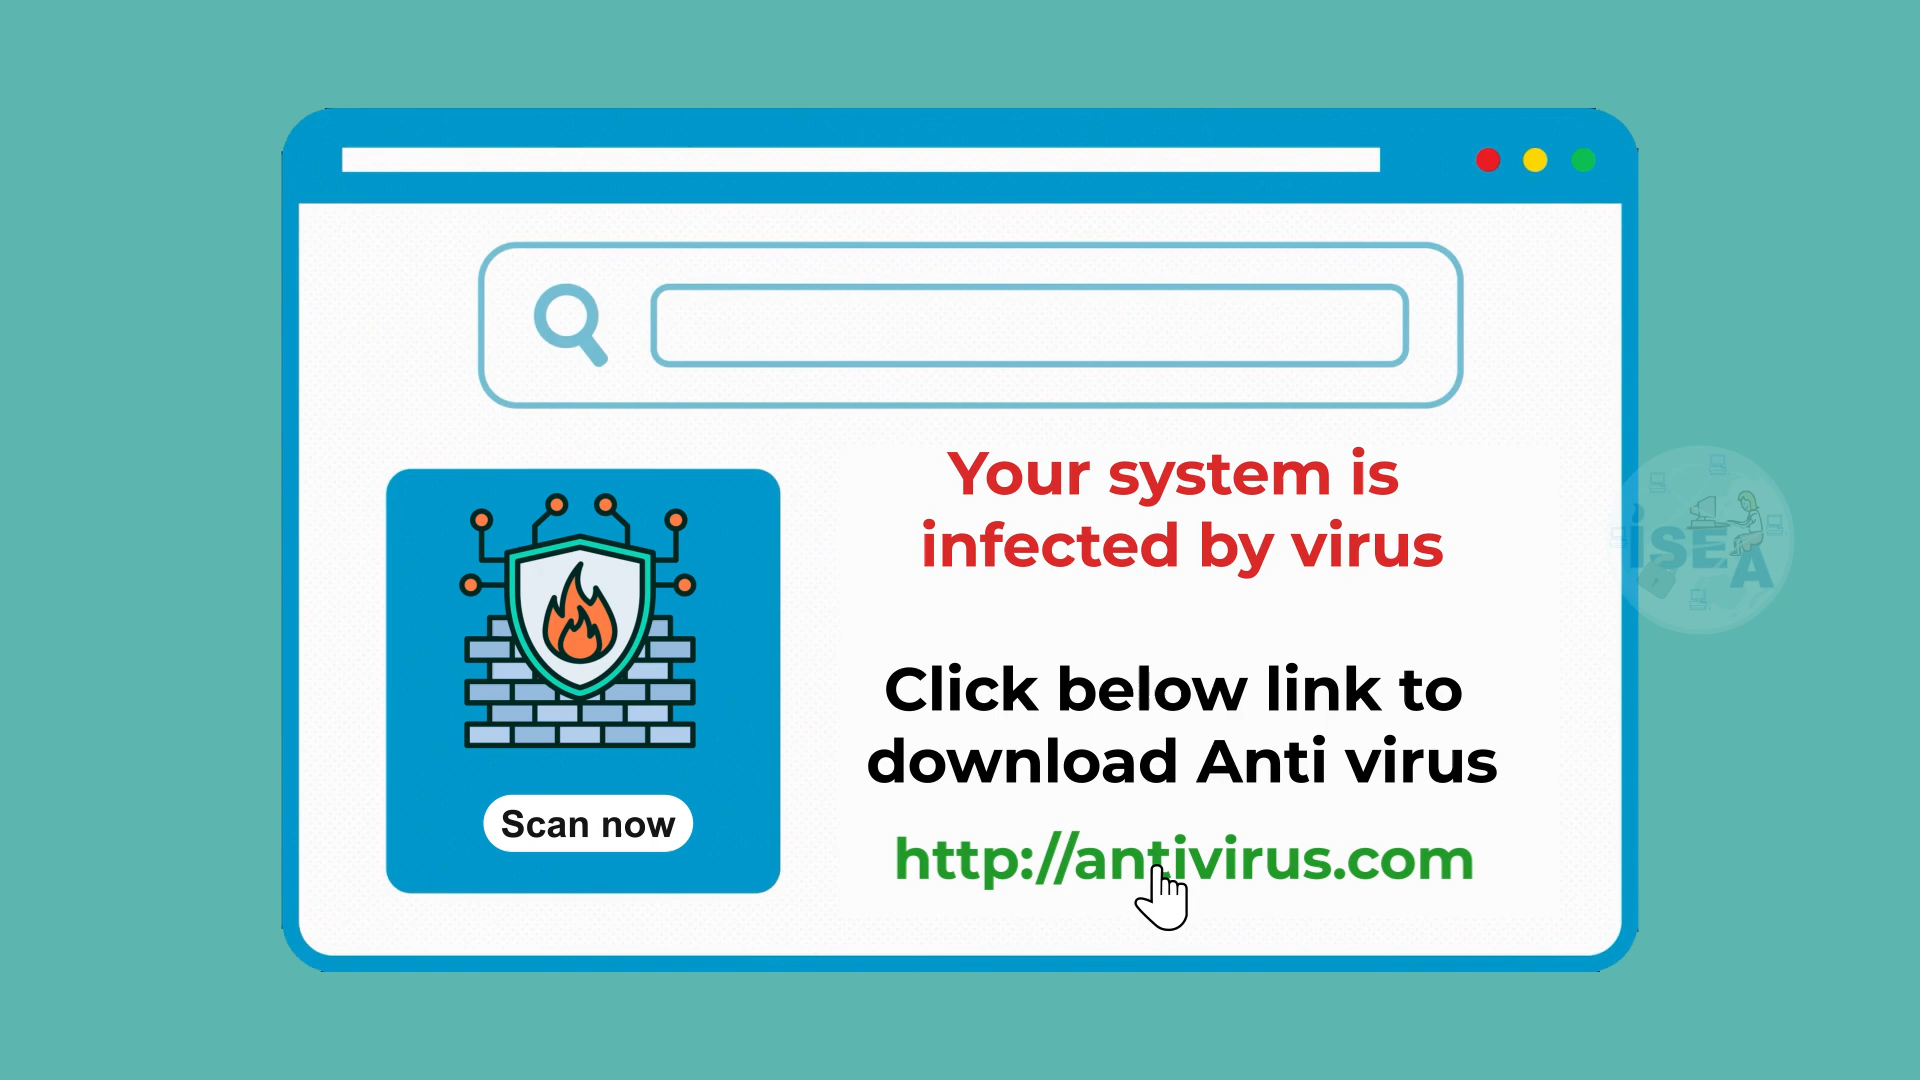 Your system is
infected by virus
Click below link to
download Anti virus
Scan now
http://antivirus.com
iSEA